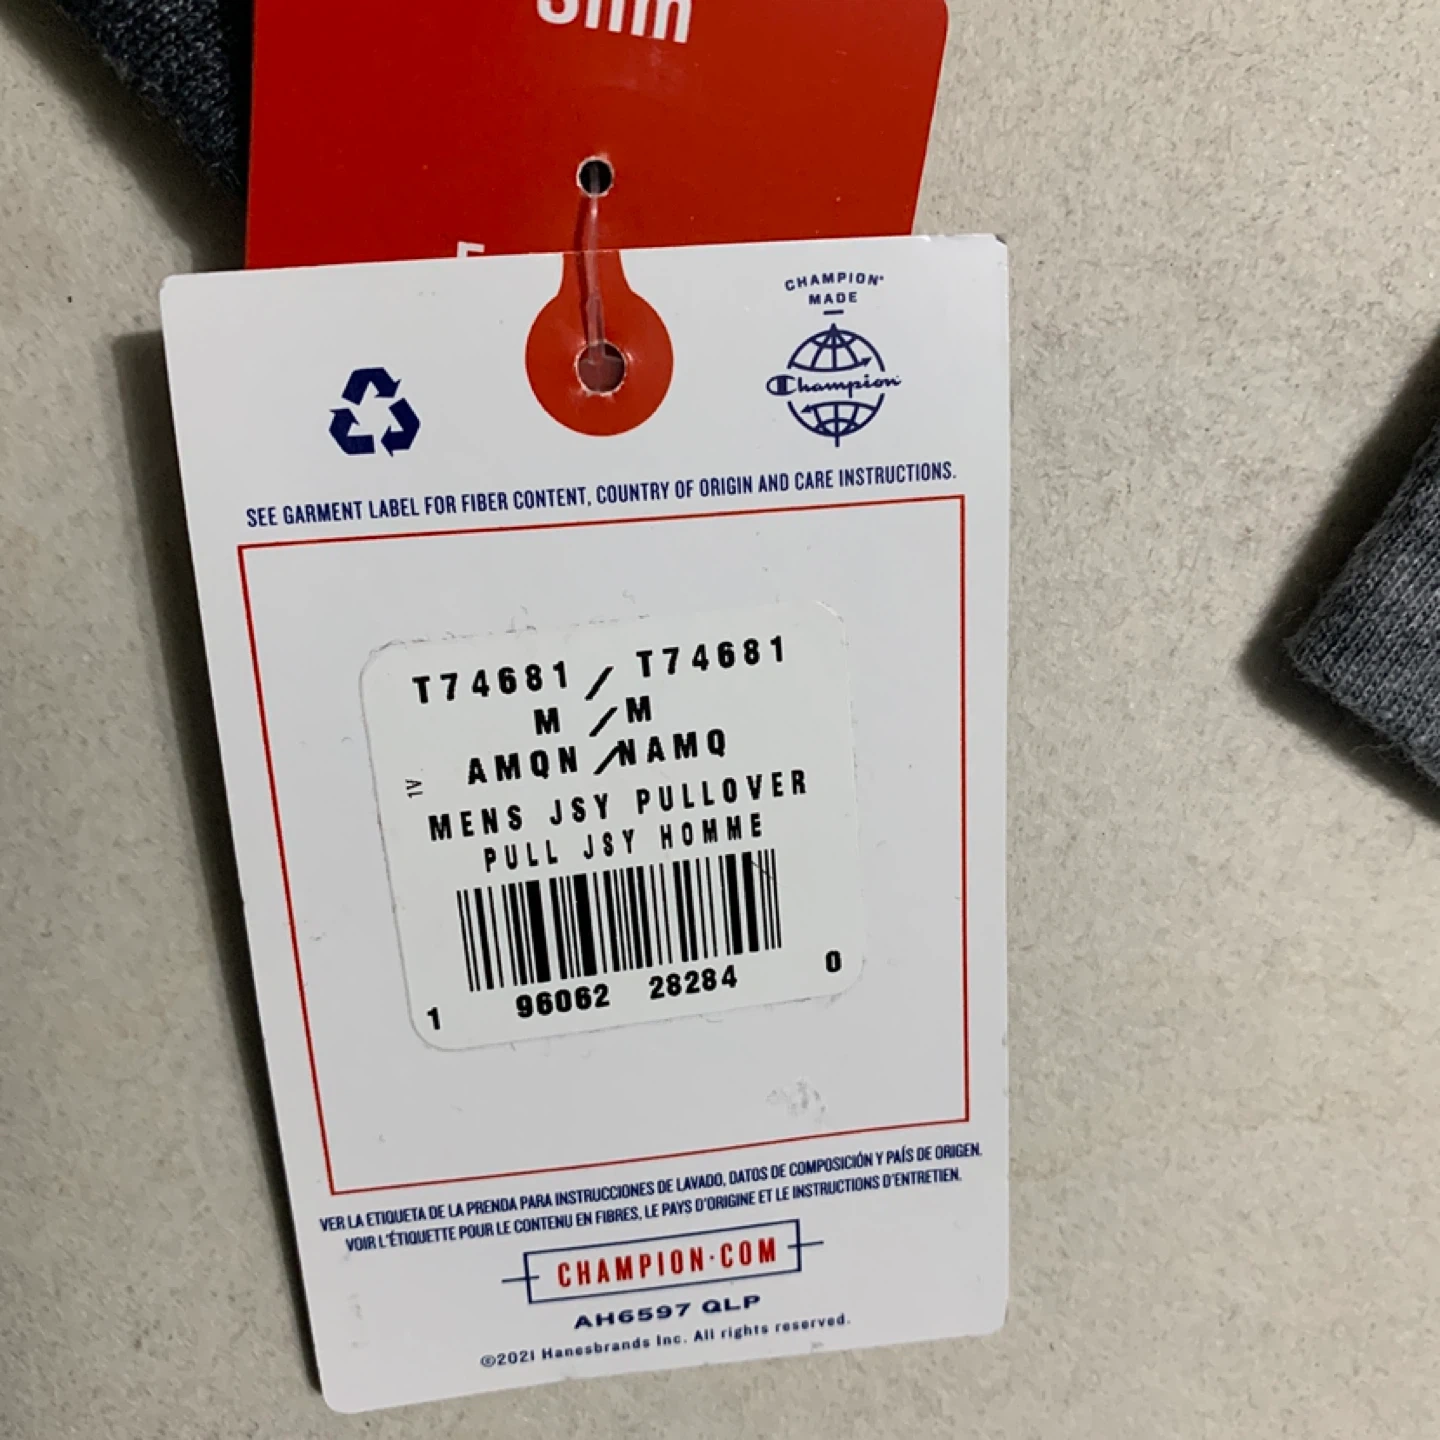 CHAMPION
MADE
Champion
SEE GARMENT LABEL FOR FIBER CONTENT, COUNTRY OF ORIGIN AND CARE INSTRUCTIONS.
T74681 / T74681
M / M
AMQN / NAMQ
1V
MENS JSY PULLOVER
PULL JSY HOMME
1 96062 28284 0
VER LA ETIQUETA DE LA PRENDA PARA INSTRUCCIONES DE LAVADO, DATOS DE COMPOSICIÓN Y PAÍS DE ORIGEN.
VOIR L'ÉTIQUETTE POUR LE CONTENU EN FIBRES, LE PAYS D'ORIGINE ET LE INSTRUCTIONS D'ENTRETIEN.
CHAMPION·COM
AH6597 QLP
©2021 Hanesbrands Inc. All rights reserved.